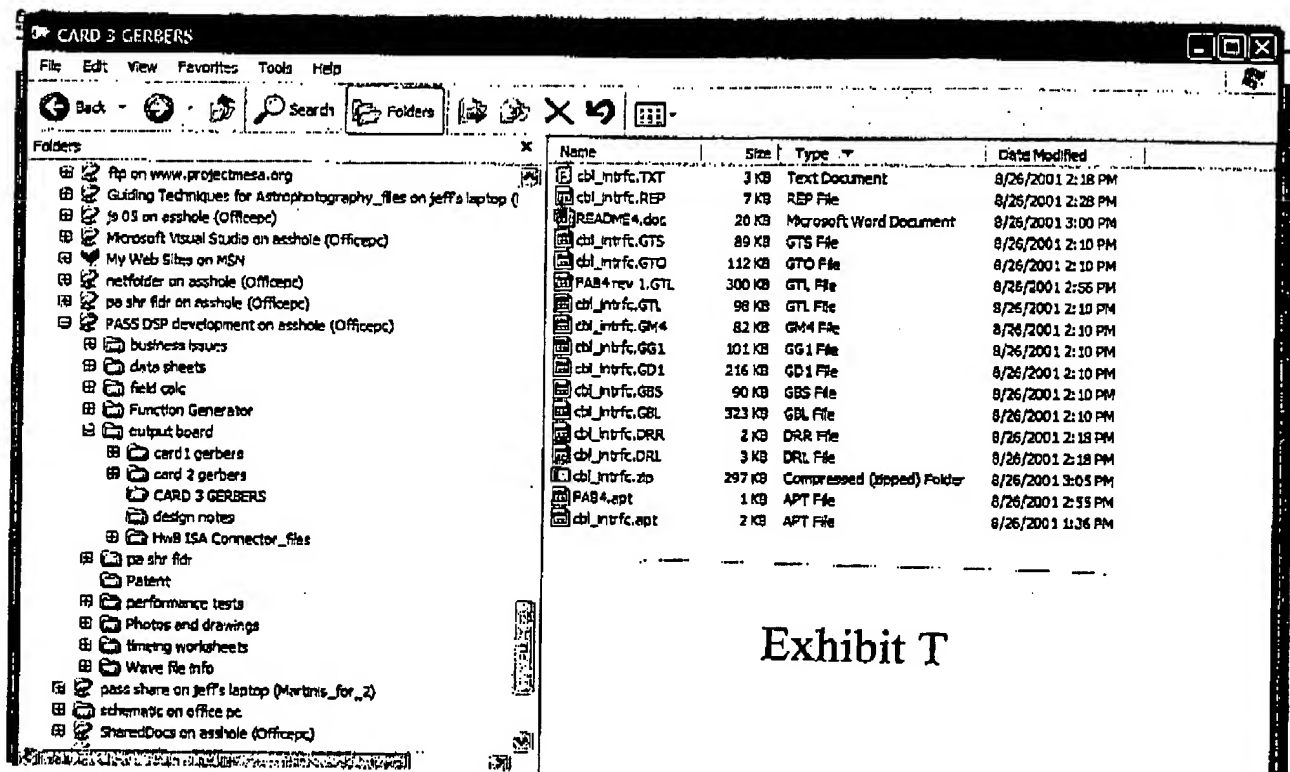 CARD 3 GERBERS
File Edit View Favorites Tools Help
Back Search Folders
Folders
ftp on www.projectmesa.org
Guiding Techniques for Astrophotography_files on jeff's laptop (
js 05 on asshole (Officepc)
Microsoft Visual Studio on asshole (Officepc)
My Web Sites on MSN
netfolder on asshole (Officepc)
pa shr fldr on asshole (Officepc)
PASS DSP development on asshole (Officepc)
business issues
data sheets
field calc
Function Generator
output board
card1 gerbers
card 2 gerbers
CARD 3 GERBERS
design notes
HwB ISA Connector_files
pa shr fldr
Patent
performance tests
Photos and drawings
timing worksheets
Wave file info
pass share on jeff's laptop (Martinis_for_2)
schematic on office pc
SharedDocs on asshole (Officepc)
Name Size Type Date Modified
cbl_intrfc.TXT 3 KB Text Document 8/26/2001 2:18 PM
cbl_intrfc.REP 7 KB REP File 8/26/2001 2:28 PM
README4.doc 20 KB Microsoft Word Document 8/26/2001 3:00 PM
cbl_intrfc.GTS 89 KB GTS File 8/26/2001 2:10 PM
cbl_intrfc.GTO 112 KB GTO File 8/26/2001 2:10 PM
PAB4 rev 1.GTL 300 KB GTL File 8/26/2001 2:56 PM
cbl_intrfc.GTL 98 KB GTL File 8/26/2001 2:10 PM
cbl_intrfc.GM4 82 KB GM4 File 8/26/2001 2:10 PM
cbl_intrfc.GG1 101 KB GG1 File 8/26/2001 2:10 PM
cbl_intrfc.GD1 216 KB GD1 File 8/26/2001 2:10 PM
cbl_intrfc.GBS 90 KB GBS File 8/26/2001 2:10 PM
cbl_intrfc.GBL 323 KB GBL File 8/26/2001 2:10 PM
cbl_intrfc.DRR 2 KB DRR File 8/26/2001 2:18 PM
cbl_intrfc.DRL 3 KB DRL File 8/26/2001 2:18 PM
cbl_intrfc.zip 297 KB Compressed (zipped) Folder 8/26/2001 3:05 PM
PAB4.apt 1 KB APT File 8/26/2001 2:55 PM
cbl_intrfc.apt 2 KB APT File 8/26/2001 1:36 PM
Exhibit T